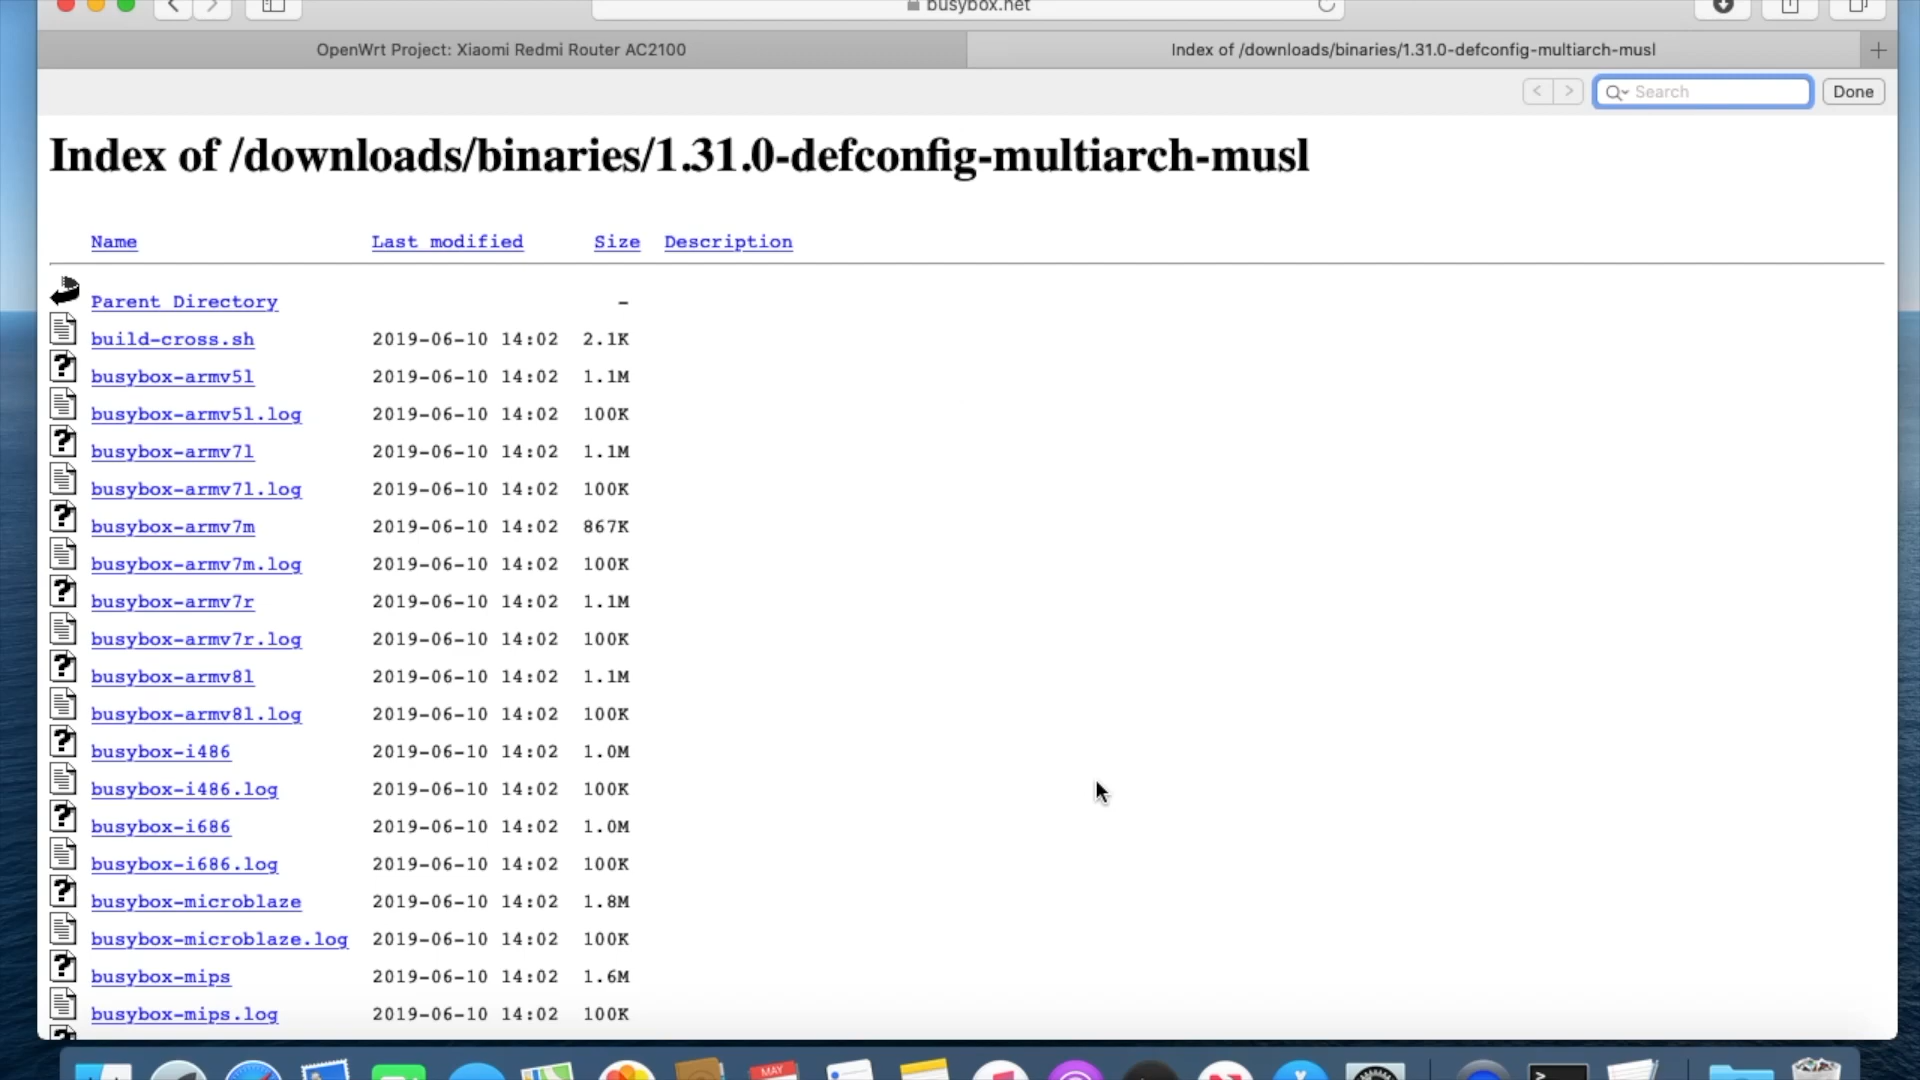 busybox.net
OpenWrt Project: Xiaomi Redmi Router AC2100
Index of /downloads/binaries/1.31.0-defconfig-multiarch-musl
Search
Done
Index of /downloads/binaries/1.31.0-defconfig-multiarch-musl
Name Last modified Size Description
Parent Directory -
build-cross.sh 2019-06-10 14:02 2.1K
busybox-armv5l 2019-06-10 14:02 1.1M
busybox-armv5l.log 2019-06-10 14:02 100K
busybox-armv7l 2019-06-10 14:02 1.1M
busybox-armv7l.log 2019-06-10 14:02 100K
busybox-armv7m 2019-06-10 14:02 867K
busybox-armv7m.log 2019-06-10 14:02 100K
busybox-armv7r 2019-06-10 14:02 1.1M
busybox-armv7r.log 2019-06-10 14:02 100K
busybox-armv8l 2019-06-10 14:02 1.1M
busybox-armv8l.log 2019-06-10 14:02 100K
busybox-i486 2019-06-10 14:02 1.0M
busybox-i486.log 2019-06-10 14:02 100K
busybox-i686 2019-06-10 14:02 1.0M
busybox-i686.log 2019-06-10 14:02 100K
busybox-microblaze 2019-06-10 14:02 1.8M
busybox-microblaze.log 2019-06-10 14:02 100K
busybox-mips 2019-06-10 14:02 1.6M
busybox-mips.log 2019-06-10 14:02 100K
MAY